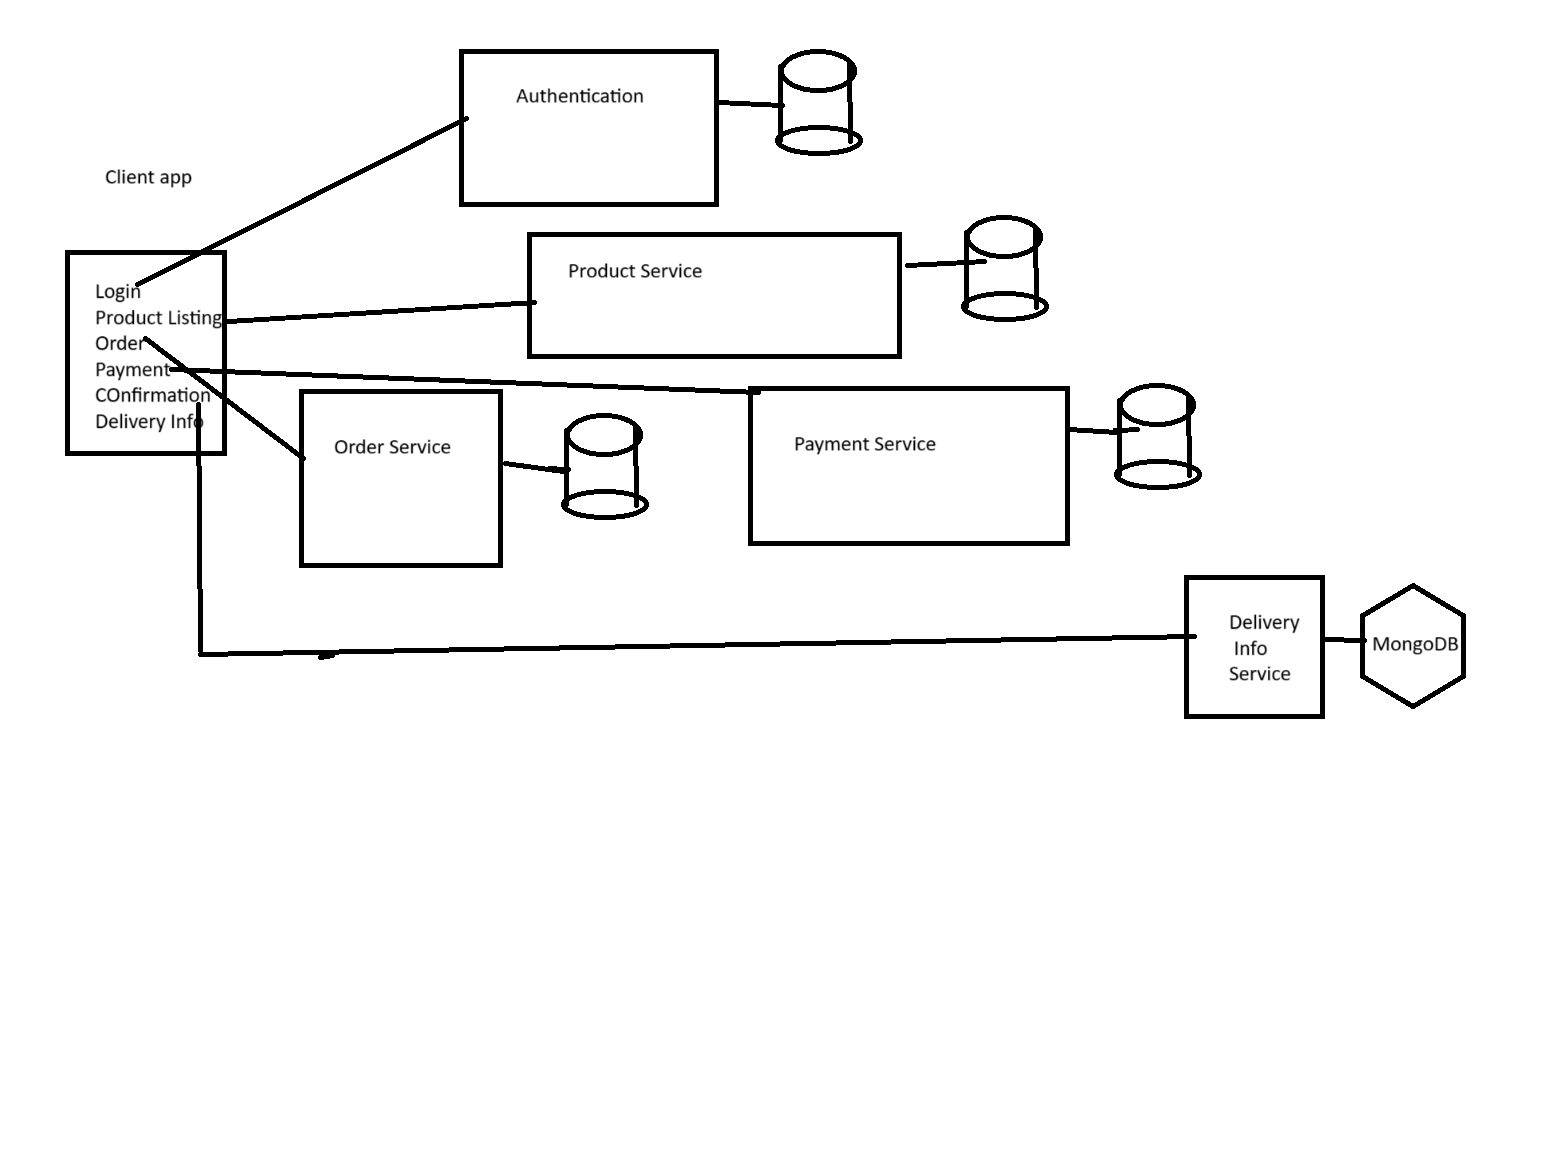 Authentication
Client app
Product Service
Login
Product Listing
Order
Payment
COnfirmation
Delivery Info
Order Service
Payment Service
Delivery
Info
Service
MongoDB